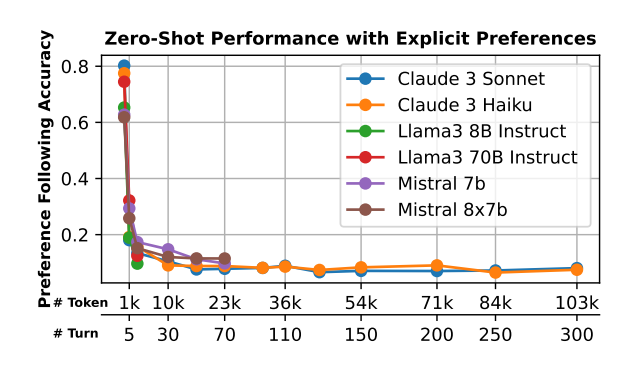 Zero-Shot Performance with Explicit Preferences
Preference Following Accuracy
0.8
0.6
0.4
0.2
Claude 3 Sonnet
Claude 3 Haiku
Llama3 8B Instruct
Llama3 70B Instruct
Mistral 7b
Mistral 8x7b
# Token 1k 10k 23k 36k 54k 71k 84k 103k
# Turn 5 30 70 110 150 200 250 300